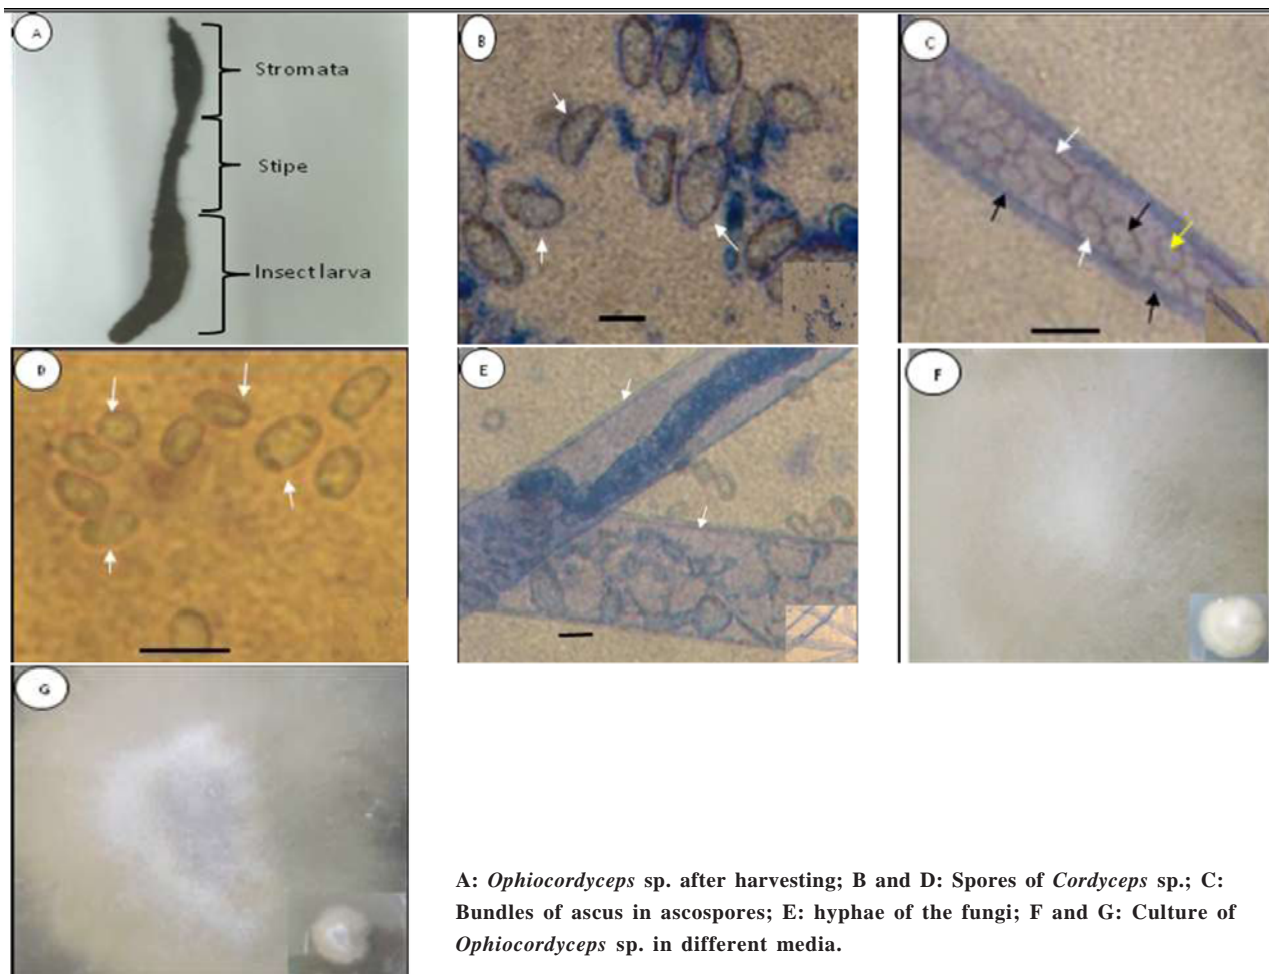 A
Stromata
Stipe
Insect larva
B
C
D
E
F
G
A: Ophiocordyceps sp. after harvesting; B and D: Spores of Cordyceps sp.; C:
Bundles of ascus in ascospores; E: hyphae of the fungi; F and G: Culture of
Ophiocordyceps sp. in different media.